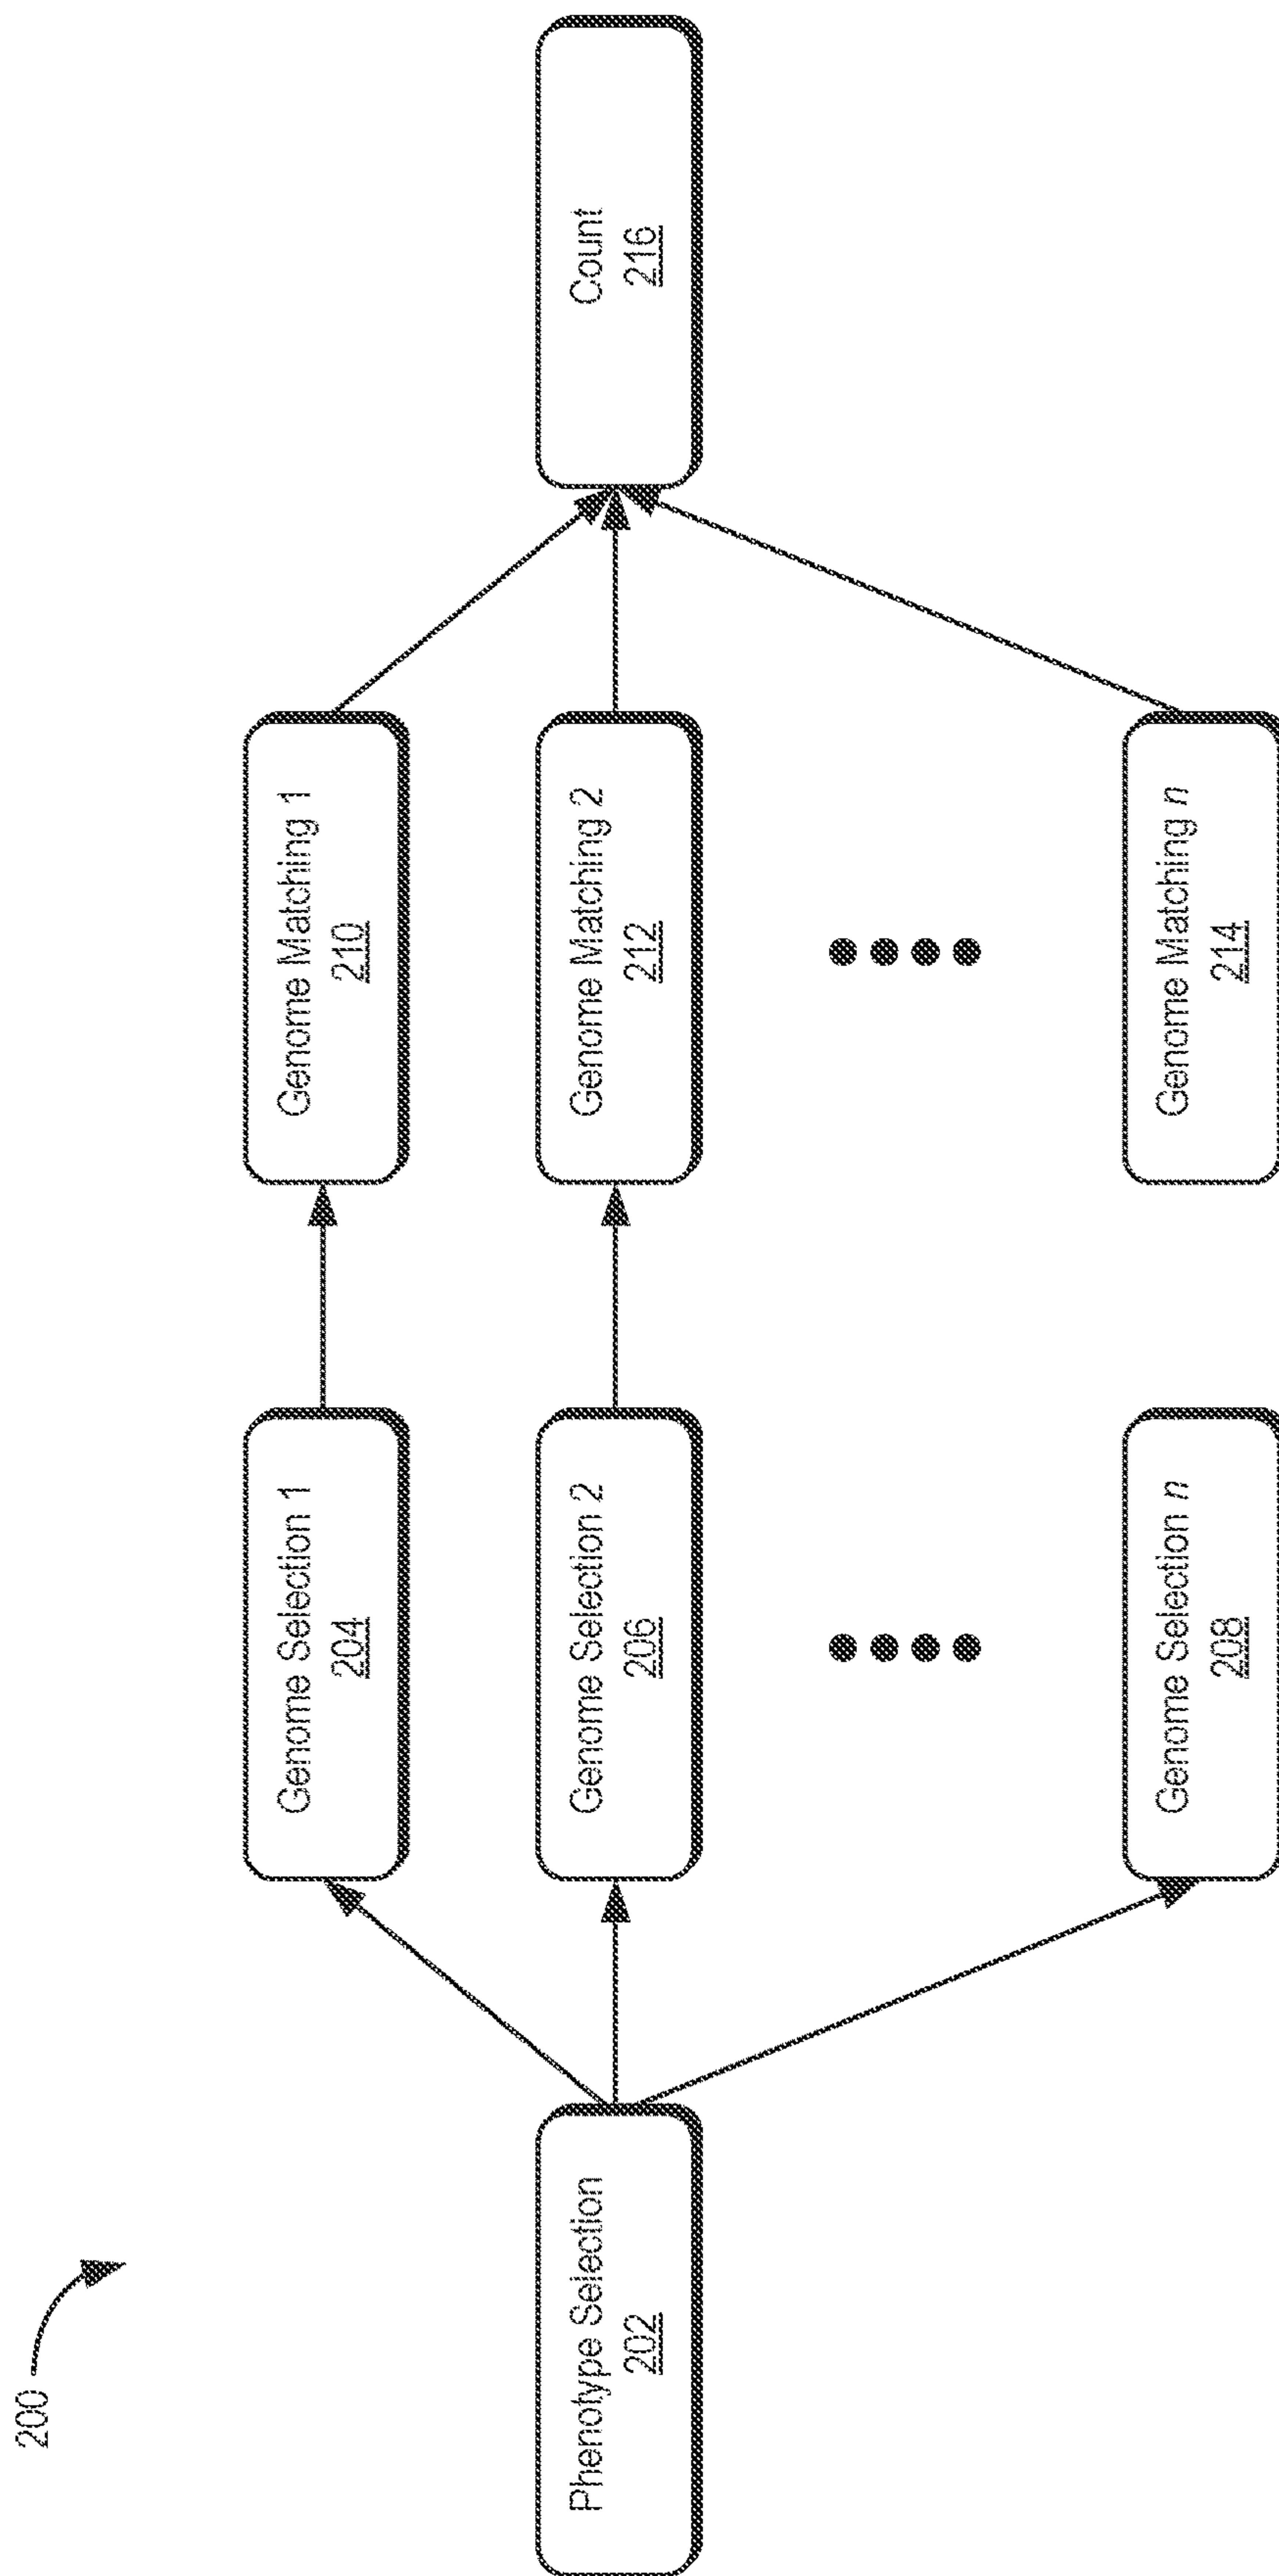 200
Phenotype Selection
202
Genome Selection 1
204
Genome Selection 2
206
Genome Selection n
208
Genome Matching 1
210
Genome Matching 2
212
Genome Matching n
214
Count
216